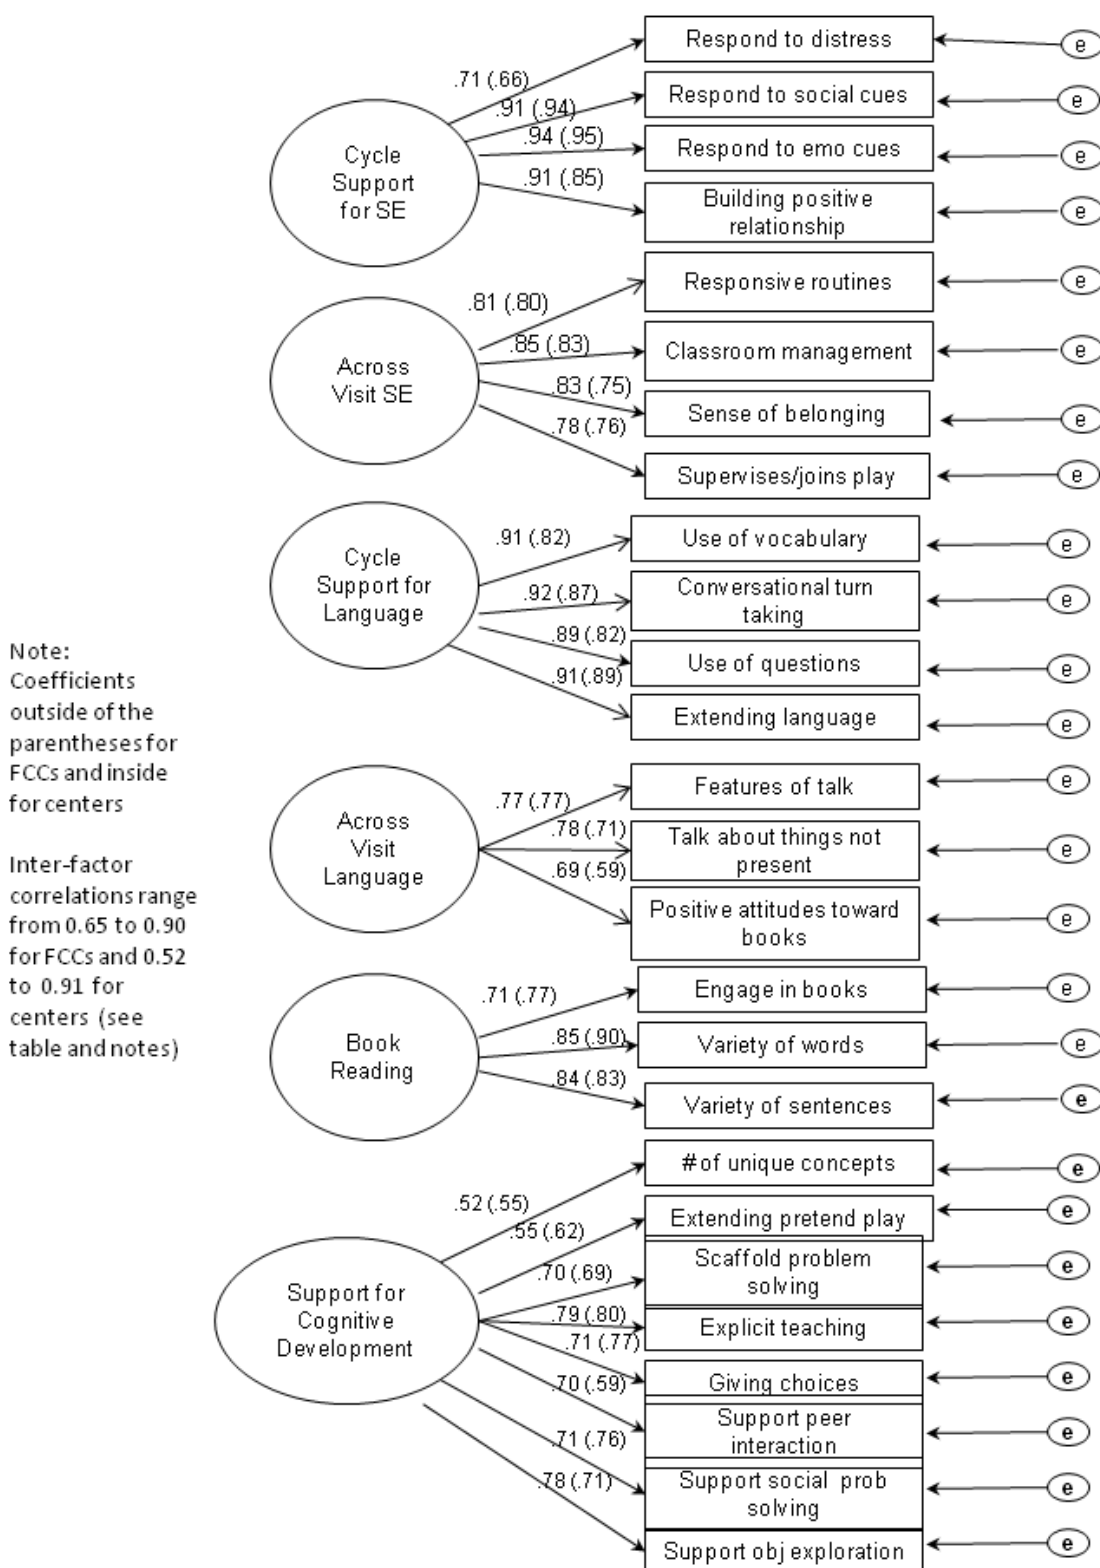 Respond to distress
e
.71 (.66)
Respond to social cues
e
.91 (.94)
Cycle
Support
for SE
.94 (.95)
Respond to emo cues
e
.91 (.85)
Building positive
relationship
e
Across
Visit SE
.81 (.80)
Responsive routines
e
.85 (.83)
Classroom management
e
.83 (.75)
Sense of belonging
e
.78 (.76)
Supervises/joins play
e
Cycle
Support for
Language
.91 (.82)
Use of vocabulary
e
.92 (.87)
Conversational turn
taking
e
.89 (.82)
Use of questions
e
.91(.89)
Extending language
e
Note:
Coefficients
outside of the
parentheses for
FCCs and inside
for centers
Inter-factor
correlations range
from 0.65 to 0.90
for FCCs and 0.52
to 0.91 for
centers (see
table and notes)
Across
Visit
Language
.77 (.77)
Features of talk
e
.78 (.71)
Talk about things not
present
e
.69 (.59)
Positive attitudes toward
books
e
Book
Reading
.71 (.77)
Engage in books
e
.85 (.90)
Variety of words
e
.84 (.83)
Variety of sentences
e
Support for
Cognitive
Development
.52 (.55)
# of unique concepts
e
.55 (.62)
Extending pretend play
e
.70 (.69)
Scaffold problem
solving
e
.79 (.80)
Explicit teaching
e
.71 (.77)
Giving choices
e
.70 (.59)
Support peer
interaction
e
.71 (.76)
Support social prob
solving
e
.78 (.71)
Support obj exploration
e